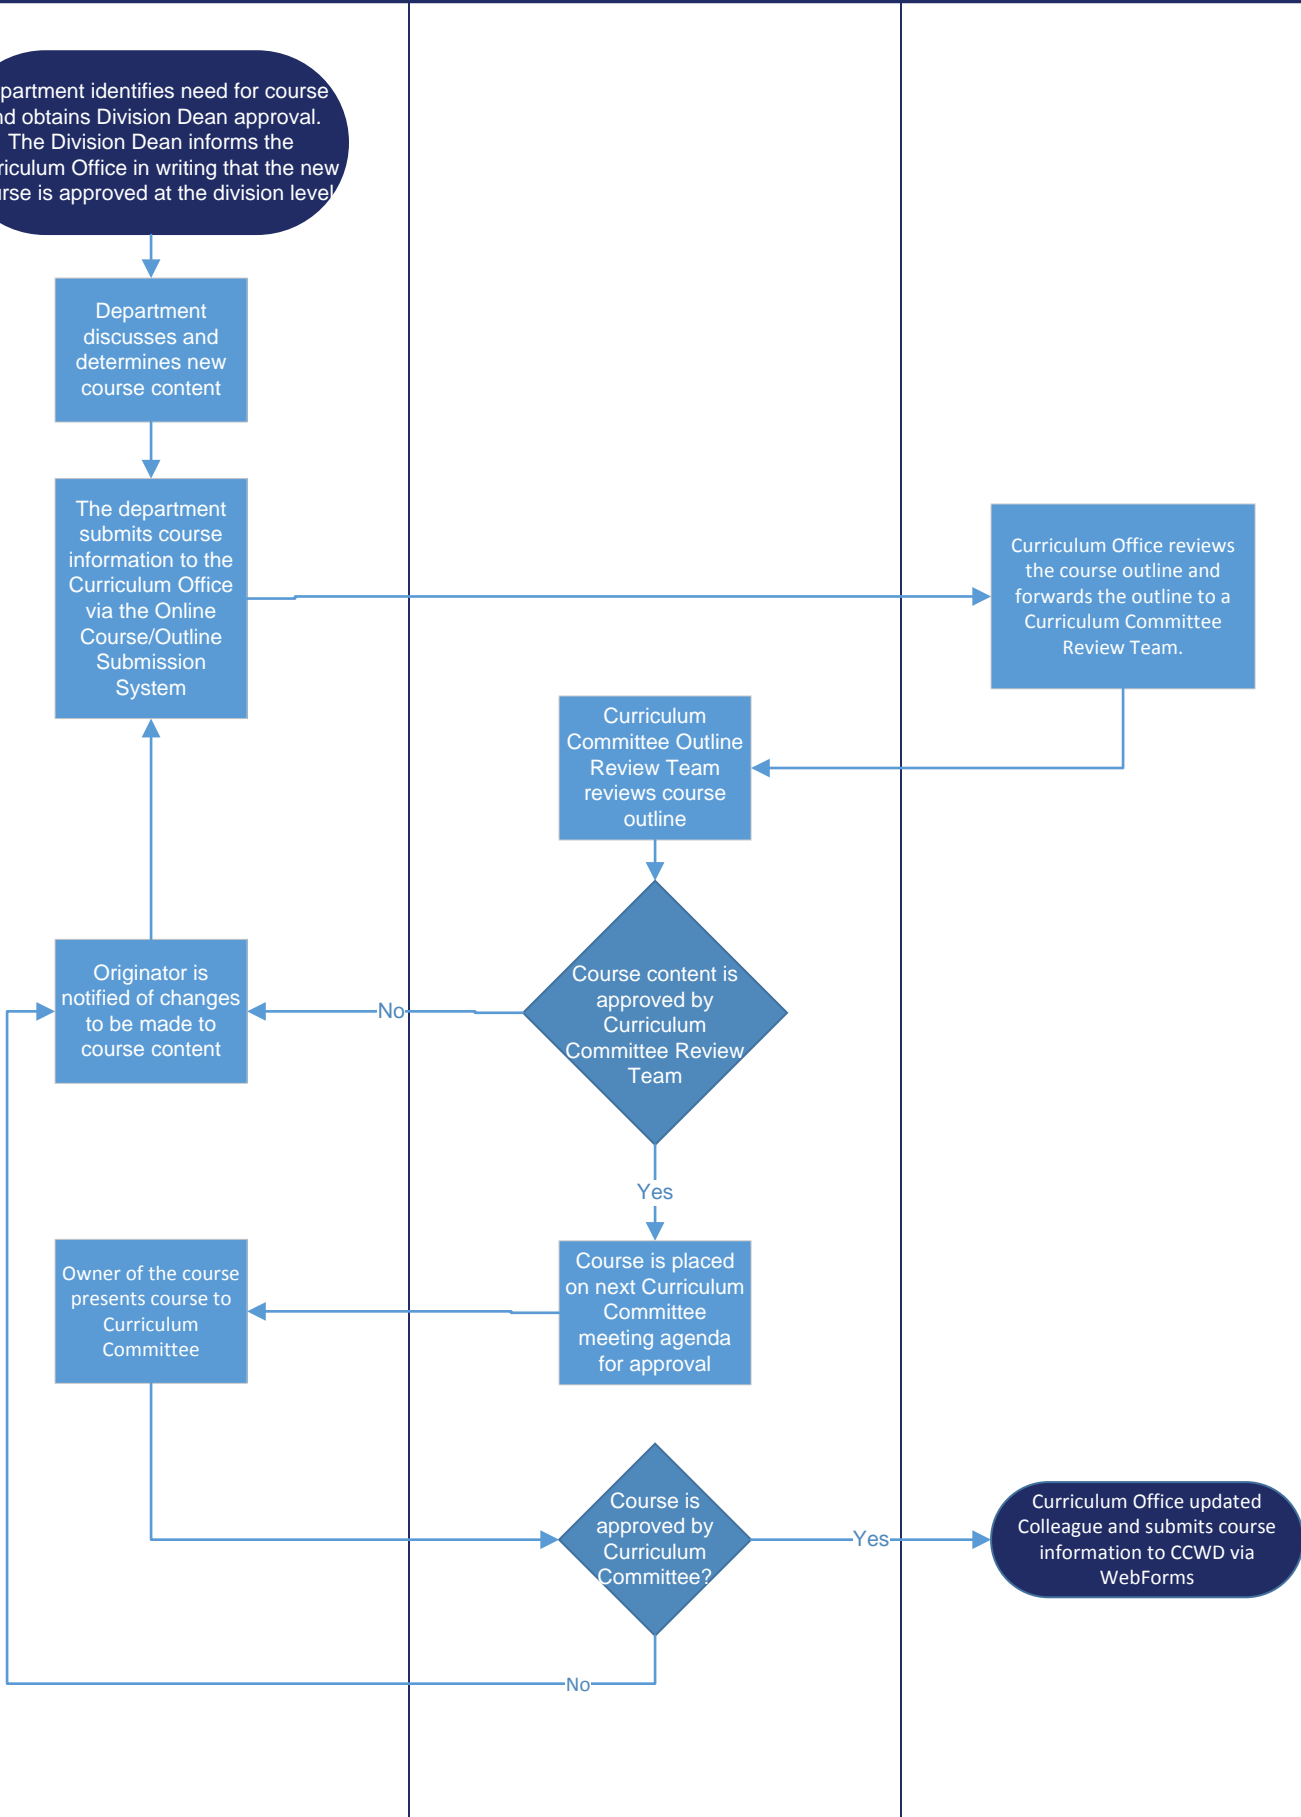 partment identifies need for course
nd obtains Division Dean approval.
The Division Dean informs the
riculum Office in writing that the new
urse is approved at the division level
Department
discusses and
determines new
course content
The department
submits course
information to the
Curriculum Office
via the Online
Course/Outline
Submission
System
Curriculum Office reviews
the course outline and
forwards the outline to a
Curriculum Committee
Review Team.
Curriculum
Committee Outline
Review Team
reviews course
outline
Course content is
approved by
Curriculum
Committee Review
Team
No
Originator is
notified of changes
to be made to
course content
Yes
Course is placed
on next Curriculum
Committee
meeting agenda
for approval
Owner of the course
presents course to
Curriculum
Committee
Course is
approved by
Curriculum
Committee?
Yes
Curriculum Office updated
Colleague and submits course
information to CCWD via
WebForms
No